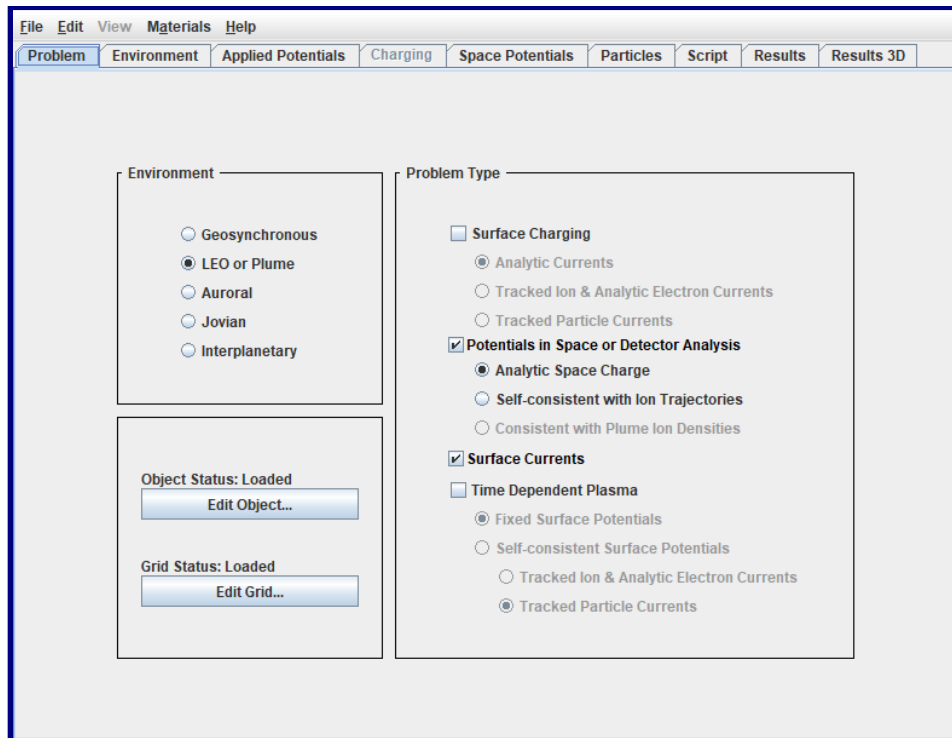 File Edit View Materials Help
Problem Environment Applied Potentials Charging Space Potentials Particles Script Results Results 3D
Environment
Geosynchronous
LEO or Plume
Auroral
Jovian
Interplanetary
Object Status: Loaded
Edit Object...
Grid Status: Loaded
Edit Grid...
Problem Type
Surface Charging
Analytic Currents
Tracked Ion & Analytic Electron Currents
Tracked Particle Currents
Potentials in Space or Detector Analysis
Analytic Space Charge
Self-consistent with Ion Trajectories
Consistent with Plume Ion Densities
Surface Currents
Time Dependent Plasma
Fixed Surface Potentials
Self-consistent Surface Potentials
Tracked Ion & Analytic Electron Currents
Tracked Particle Currents